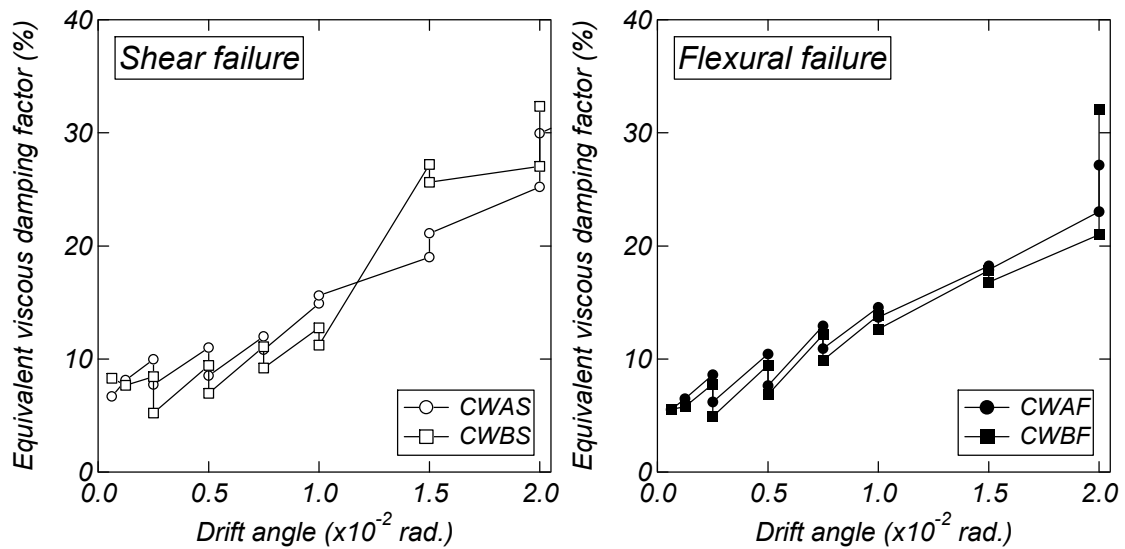 Shear failure
Equivalent viscous damping factor (%)
40
30
20
10
0
0.0 0.5 1.0 1.5 2.0
Drift angle (x10⁻² rad.)
CWAS
CWBS
Flexural failure
Equivalent viscous damping factor (%)
40
30
20
10
0
0.0 0.5 1.0 1.5 2.0
Drift angle (x10⁻² rad.)
CWAF
CWBF